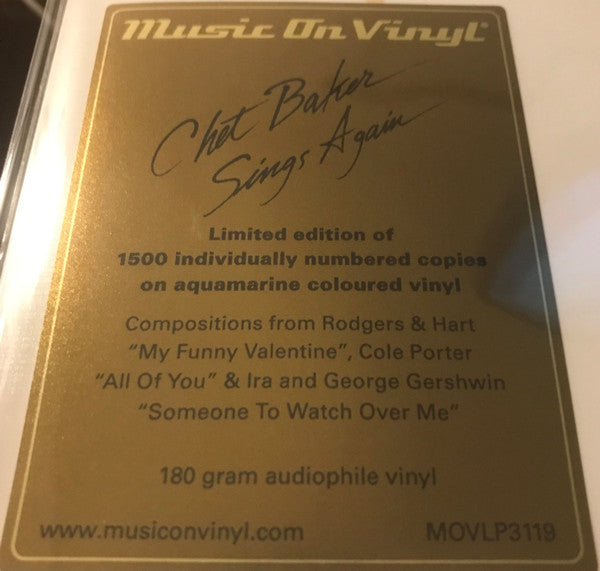 Music On Vinyl®
Chet Baker
Sings Again
Limited edition of
1500 individually numbered copies
on aquamarine coloured vinyl
Compositions from Rodgers & Hart
“My Funny Valentine”, Cole Porter
“All Of You” & Ira and George Gershwin
“Someone To Watch Over Me”
180 gram audiophile vinyl
www.musiconvinyl.com
MOVLP3119